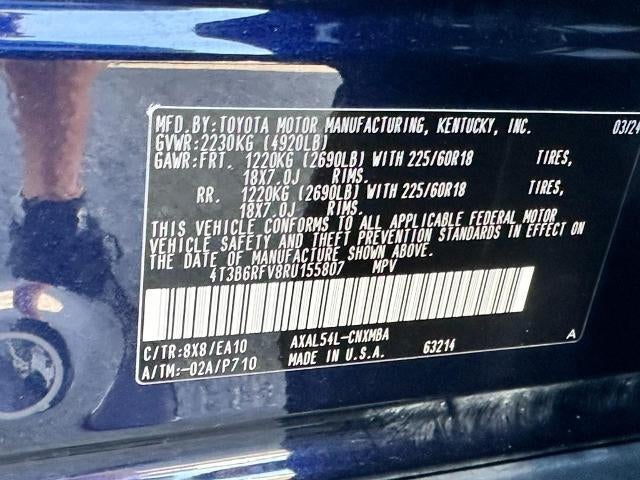 MFD.BY:TOYOTA MOTOR MANUFACTURING, KENTUCKY, INC. 03/24
GVWR:2230KG (4920LB)
GAWR:FRT. 1220KG (2690LB) WITH 225/60R18 TIRES,
18X7.0J RIMS.
RR. 1220KG (2690LB) WITH 225/60R18 TIRES,
18X7.0J RIMS.
THIS VEHICLE CONFORMS TO ALL APPLICABLE FEDERAL MOTOR
VEHICLE SAFETY AND THEFT PREVENTION STANDARDS IN EFFECT ON
THE DATE OF MANUFACTURE SHOWN ABOVE.
4T3B6RFV8RU155807 MPV
C/TR:8X8/EA10 AXAL54L-CNXMBA A
A/TM:-02A/P710 MADE IN U.S.A. 63214